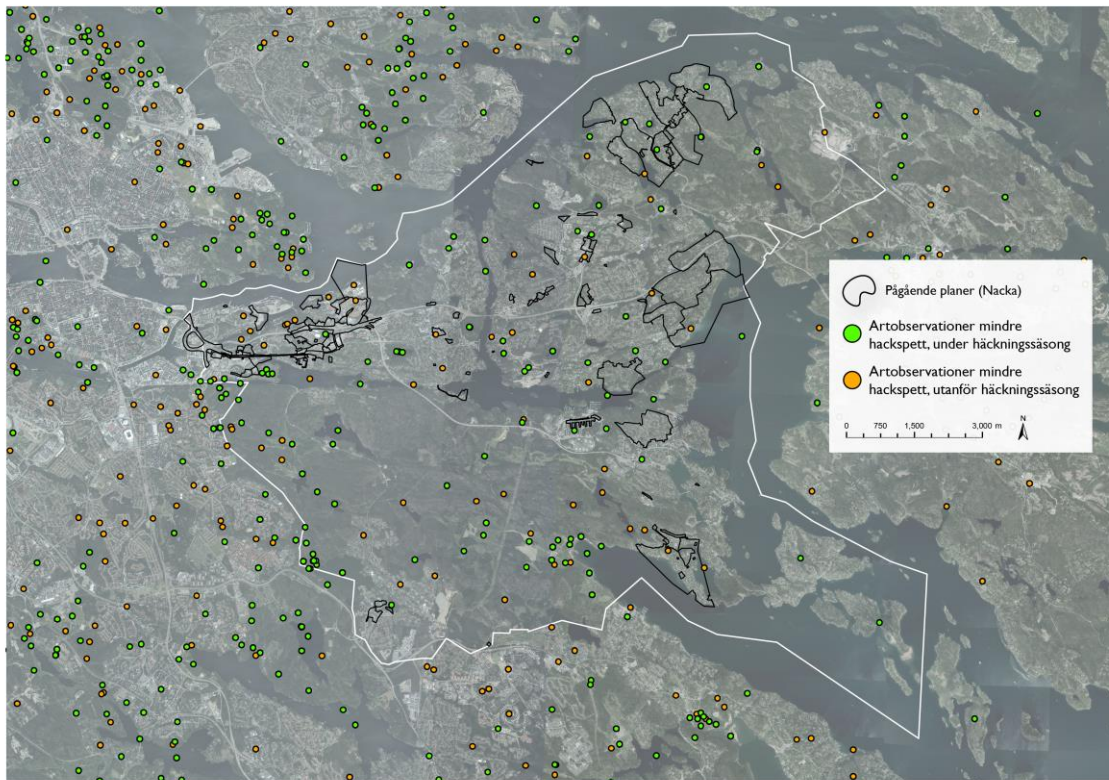 Pågående planer (Nacka)
Artobservationer mindre
hackspett, under häckningssäsong
Artobservationer mindre
hackspett, utanför häckningssäsong
N
0 750 1,500 3,000 m